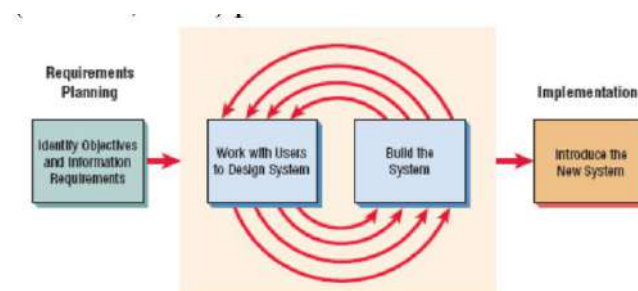 Requirements
Planning
Identify Objectives
and Information
Requirements
Work with Users
to Design System
Build the
System
Implementation
Introduce the
New System